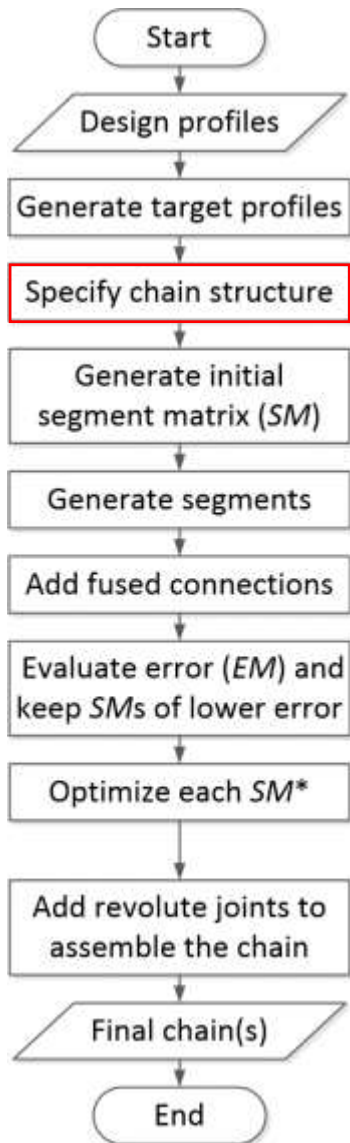 Start
Design profiles
Generate target profiles
Specify chain structure
Generate initial
segment matrix (SM)
Generate segments
Add fused connections
Evaluate error (EM) and
keep SMs of lower error
Optimize each SM*
Add revolute joints to
assemble the chain
Final chain(s)
End